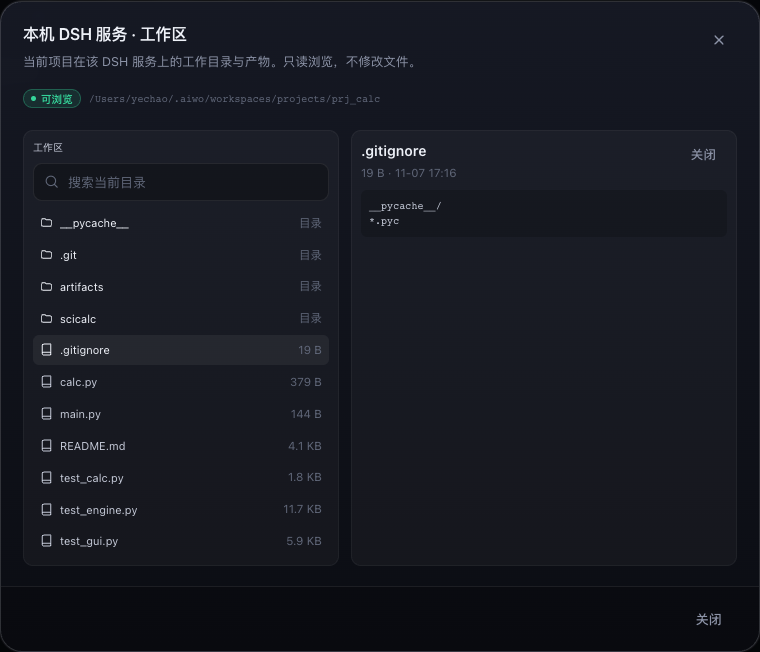 本机 DSH 服务 · 工作区
当前项目在该 DSH 服务上的工作目录与产物。只读浏览，不修改文件。
可浏览 /Users/yechao/.aiwo/workspaces/projects/prj_calc
工作区
搜索当前目录
__pycache__ 目录
.git 目录
artifacts 目录
scicalc 目录
.gitignore 19 B
calc.py 379 B
main.py 144 B
README.md 4.1 KB
test_calc.py 1.8 KB
test_engine.py 11.7 KB
test_gui.py 5.9 KB
.gitignore 关闭
19 B · 11-07 17:16
__pycache__/
*.pyc
关闭